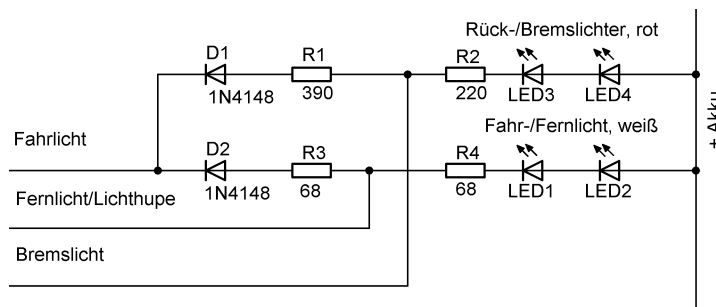 Rück-/Bremslichter, rot
D1
R1
R2
1N4148
390
220
LED3
LED4
+ Akku
Fahrlicht
Fahr-/Fernlicht, weiß
D2
R3
R4
1N4148
68
68
LED1
LED2
Fernlicht/Lichthupe
Bremslicht